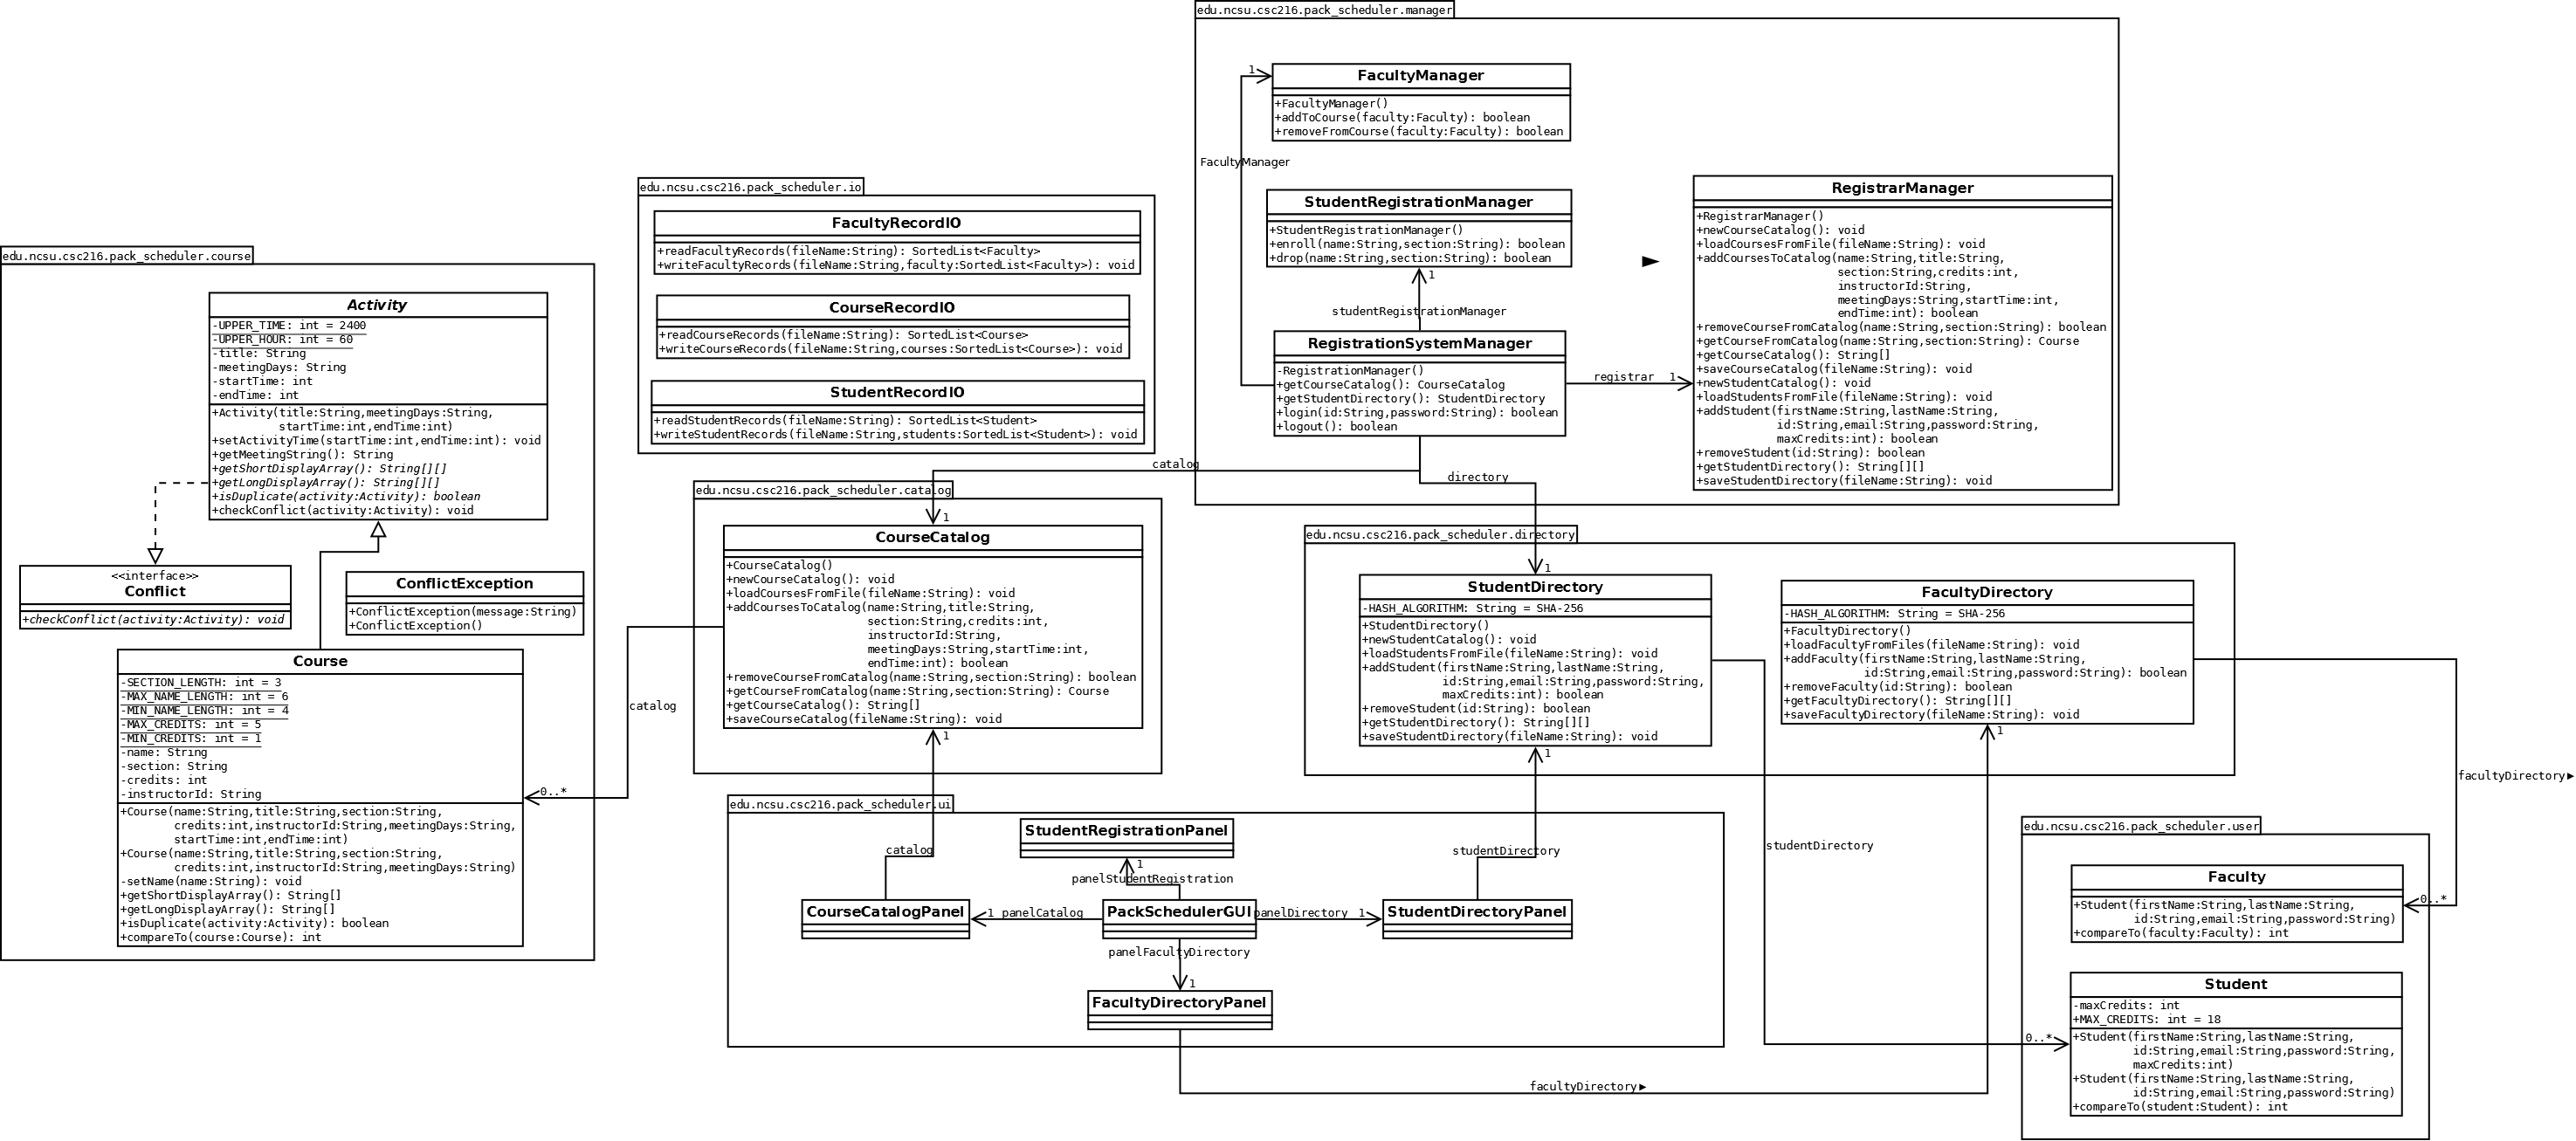 edu.ncsu.csc216.pack_scheduler.manager
FacultyManager
+FacultyManager()
+addToCourse(faculty:Faculty): boolean
+removeFromCourse(faculty:Faculty): boolean
1
FacultyManager
StudentRegistrationManager
+StudentRegistrationManager()
+enroll(name:String,section:String): boolean
+drop(name:String,section:String): boolean
1
studentRegistrationManager
RegistrationSystemManager
-RegistrationManager()
+getCourseCatalog(): CourseCatalog
+getStudentDirectory(): StudentDirectory
+login(id:String,password:String): boolean
+logout(): boolean
registrar 1
RegistrarManager
+RegistrarManager()
+newCourseCatalog(): void
+loadCoursesFromFile(fileName:String): void
+addCoursesToCatalog(name:String,title:String,
section:String,credits:int,
instructorId:String,
meetingDays:String,startTime:int,
endTime:int): boolean
+removeCourseFromCatalog(name:String,section:String): boolean
+getCourseFromCatalog(name:String,section:String): Course
+getCourseCatalog(): String[]
+saveCourseCatalog(fileName:String): void
+newStudentCatalog(): void
+loadStudentsFromFile(fileName:String): void
+addStudent(firstName:String,lastName:String,
id:String,email:String,password:String,
maxCredits:int): boolean
+removeStudent(id:String): boolean
+getStudentDirectory(): String[][]
+saveStudentDirectory(fileName:String): void
catalog
directory
edu.ncsu.csc216.pack_scheduler.io
FacultyRecordIO
+readFacultyRecords(fileName:String): SortedList<Faculty>
+writeFacultyRecords(fileName:String,faculty:SortedList<Faculty>): void
CourseRecordIO
+readCourseRecords(fileName:String): SortedList<Course>
+writeCourseRecords(fileName:String,courses:SortedList<Course>): void
StudentRecordIO
+readStudentRecords(fileName:String): SortedList<Student>
+writeStudentRecords(fileName:String,students:SortedList<Student>): void
edu.ncsu.csc216.pack_scheduler.course
Activity
-UPPER_TIME: int = 2400
-UPPER_HOUR: int = 60
-title: String
-meetingDays: String
-startTime: int
-endTime: int
+Activity(title:String,meetingDays:String,
startTime:int,endTime:int)
+setActivityTime(startTime:int,endTime:int): void
+getMeetingString(): String
+getShortDisplayArray(): String[][]
+getLongDisplayArray(): String[][]
+isDuplicate(activity:Activity): boolean
+checkConflict(activity:Activity): void
<<interface>>
Conflict
+checkConflict(activity:Activity): void
ConflictException
+ConflictException(message:String)
+ConflictException()
Course
-SECTION_LENGTH: int = 3
-MAX_NAME_LENGTH: int = 6
-MIN_NAME_LENGTH: int = 4
-MAX_CREDITS: int = 5
-MIN_CREDITS: int = 1
-name: String
-section: String
-credits: int
-instructorId: String
+Course(name:String,title:String,section:String,
credits:int,instructorId:String,meetingDays:String,
startTime:int,endTime:int)
+Course(name:String,title:String,section:String,
credits:int,instructorId:String,meetingDays:String)
-setName(name:String): void
+getShortDisplayArray(): String[]
+getLongDisplayArray(): String[]
+isDuplicate(activity:Activity): boolean
+compareTo(course:Course): int
0..*
catalog
edu.ncsu.csc216.pack_scheduler.catalog
1
CourseCatalog
+CourseCatalog()
+newCourseCatalog(): void
+loadCoursesFromFile(fileName:String): void
+addCoursesToCatalog(name:String,title:String,
section:String,credits:int,
instructorId:String,
meetingDays:String,startTime:int,
endTime:int): boolean
+removeCourseFromCatalog(name:String,section:String): boolean
+getCourseFromCatalog(name:String,section:String): Course
+getCourseCatalog(): String[]
+saveCourseCatalog(fileName:String): void
1
edu.ncsu.csc216.pack_scheduler.directory
1
StudentDirectory
-HASH_ALGORITHM: String = SHA-256
+StudentDirectory()
+newStudentCatalog(): void
+loadStudentsFromFile(fileName:String): void
+addStudent(firstName:String,lastName:String,
id:String,email:String,password:String,
maxCredits:int): boolean
+removeStudent(id:String): boolean
+getStudentDirectory(): String[][]
+saveStudentDirectory(fileName:String): void
1
FacultyDirectory
-HASH_ALGORITHM: String = SHA-256
+FacultyDirectory()
+loadFacultyFromFiles(fileName:String): void
+addFaculty(firstName:String,lastName:String,
id:String,email:String,password:String): boolean
+removeFaculty(id:String): boolean
+getFacultyDirectory(): String[][]
+saveFacultyDirectory(fileName:String): void
1
facultyDirectory
studentDirectory
edu.ncsu.csc216.pack_scheduler.ui
StudentRegistrationPanel
1
panelStudentRegistration
catalog
studentDirectory
CourseCatalogPanel
1 panelCatalog
PackSchedulerGUI
panelDirectory 1
StudentDirectoryPanel
panelFacultyDirectory
1
FacultyDirectoryPanel
facultyDirectory
edu.ncsu.csc216.pack_scheduler.user
Faculty
+Student(firstName:String,lastName:String,
id:String,email:String,password:String)
+compareTo(faculty:Faculty): int
0..*
Student
-maxCredits: int
+MAX_CREDITS: int = 18
+Student(firstName:String,lastName:String,
id:String,email:String,password:String,
maxCredits:int)
+Student(firstName:String,lastName:String,
id:String,email:String,password:String)
+compareTo(student:Student): int
0..*